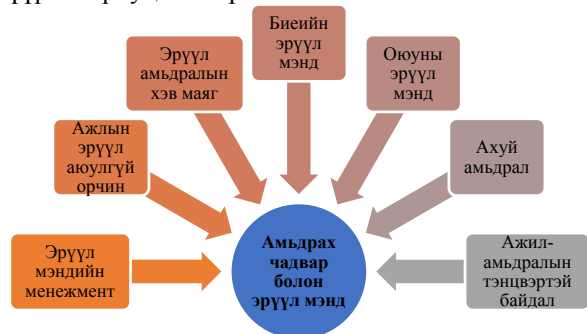 Биеийн
эрүүл
мэнд
Эрүүл
амьдралын
хэв маяг
Оюуны
эрүүл
мэнд
Ажлын
эрүүл
аюулгүй
орчин
Ахуй
амьдрал
Эрүүл
мэндийн
менежмент
Амьдрах
чадвар
болон
эрүүл мэнд
Ажил-
амьдралын
тэнцвэртэй
байдал